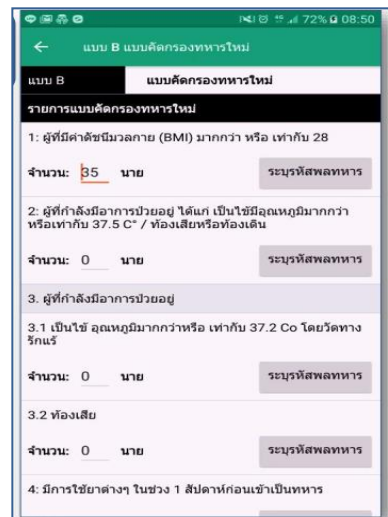 72% 08:50
แบบ B แบบคัดกรองทหารใหม่
แบบ B แบบคัดกรองทหารใหม่
รายการแบบคัดกรองทหารใหม่
1: ผู้ที่มีค่าดัชนีมวลกาย (BMI) มากกว่า หรือ เท่ากับ 28
จำนวน: 35 นาย ระบุรหัสพลทหาร
2: ผู้ที่กำลังมีอาการป่วยอยู่ ได้แก่ เป็นไข้มีอุณหภูมิมากกว่า
หรือเท่ากับ 37.5 C° / ท้องเสียหรือท้องเดิน
จำนวน: 0 นาย ระบุรหัสพลทหาร
3. ผู้ที่กำลังมีอาการป่วยอยู่
3.1 เป็นไข้ อุณหภูมิมากกว่าหรือ เท่ากับ 37.2 Co โดยวัดทาง
รักแร้
จำนวน: 0 นาย ระบุรหัสพลทหาร
3.2 ท้องเสีย
จำนวน: 0 นาย ระบุรหัสพลทหาร
4: มีการใช้ยาต่างๆ ในช่วง 1 สัปดาห์ก่อนเข้าเป็นทหาร